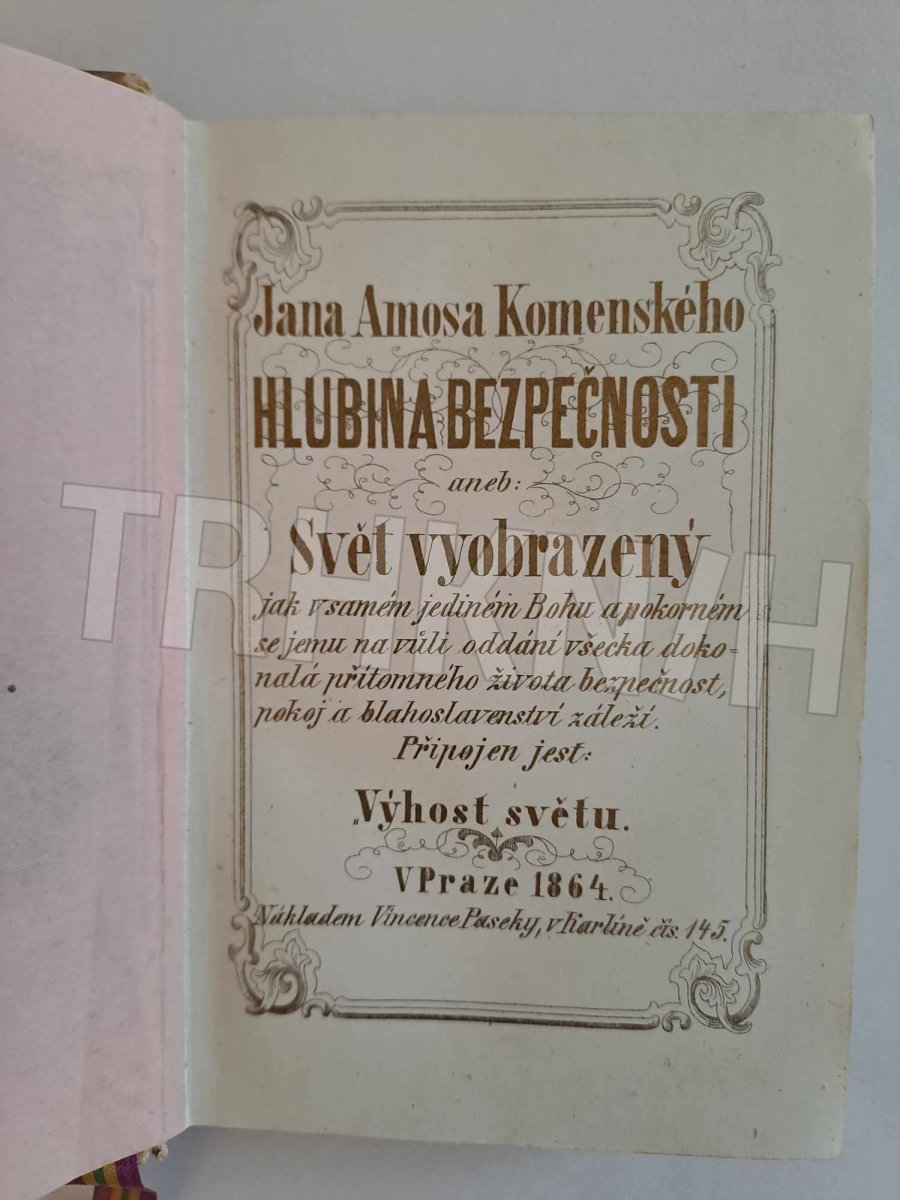 Jana Amosa Komenského
HLUBINA BEZPEČNOSTI
aneb:
Svět vyobrazený
jak v samém jediném Bohu a pokorném
se jemu na vůli oddání všecka doko=
nalá přítomného života bezpečnost,
pokoj a blahoslavenství záleží.
Připojen jest:
„Výhost světu.
V Praze 1864.
Nákladem Vincence Paseky, v Karlíně čís. 145.
TRHKNIH